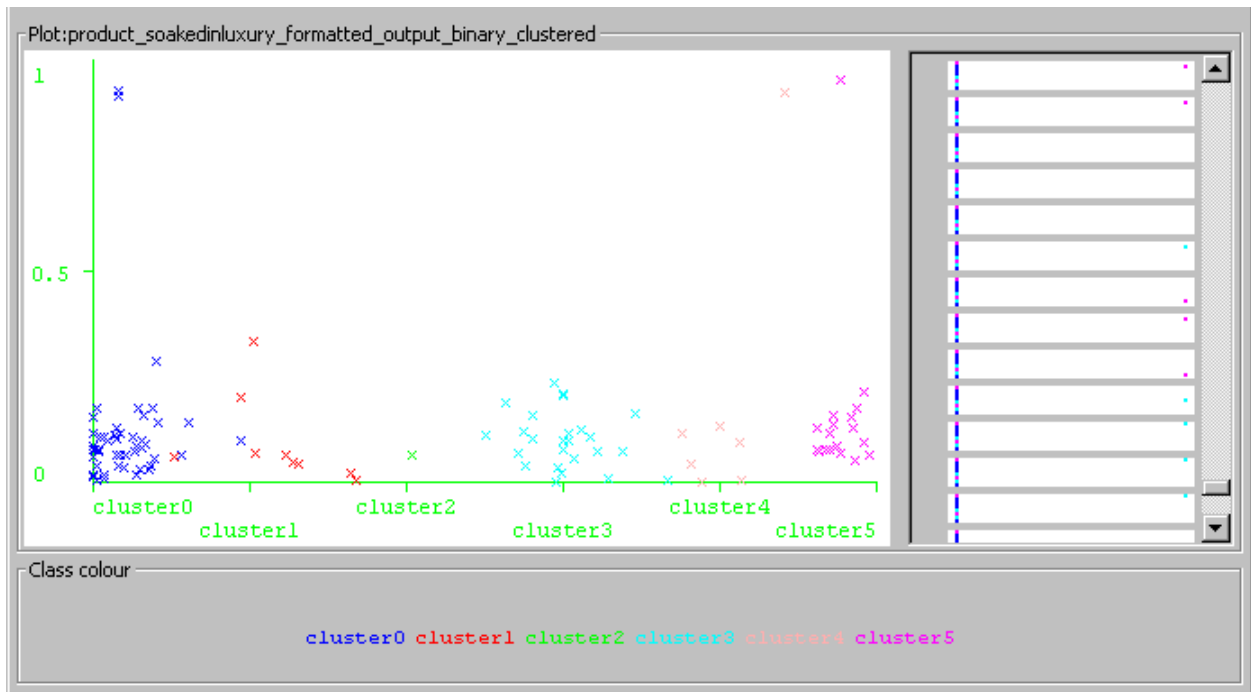 Plot:product_soakedinluxury_formatted_output_binary_clustered
1
0.5
0
cluster0 cluster2 cluster4
cluster1 cluster3 cluster5
Class colour
cluster0 cluster1 cluster2 cluster3 cluster4 cluster5